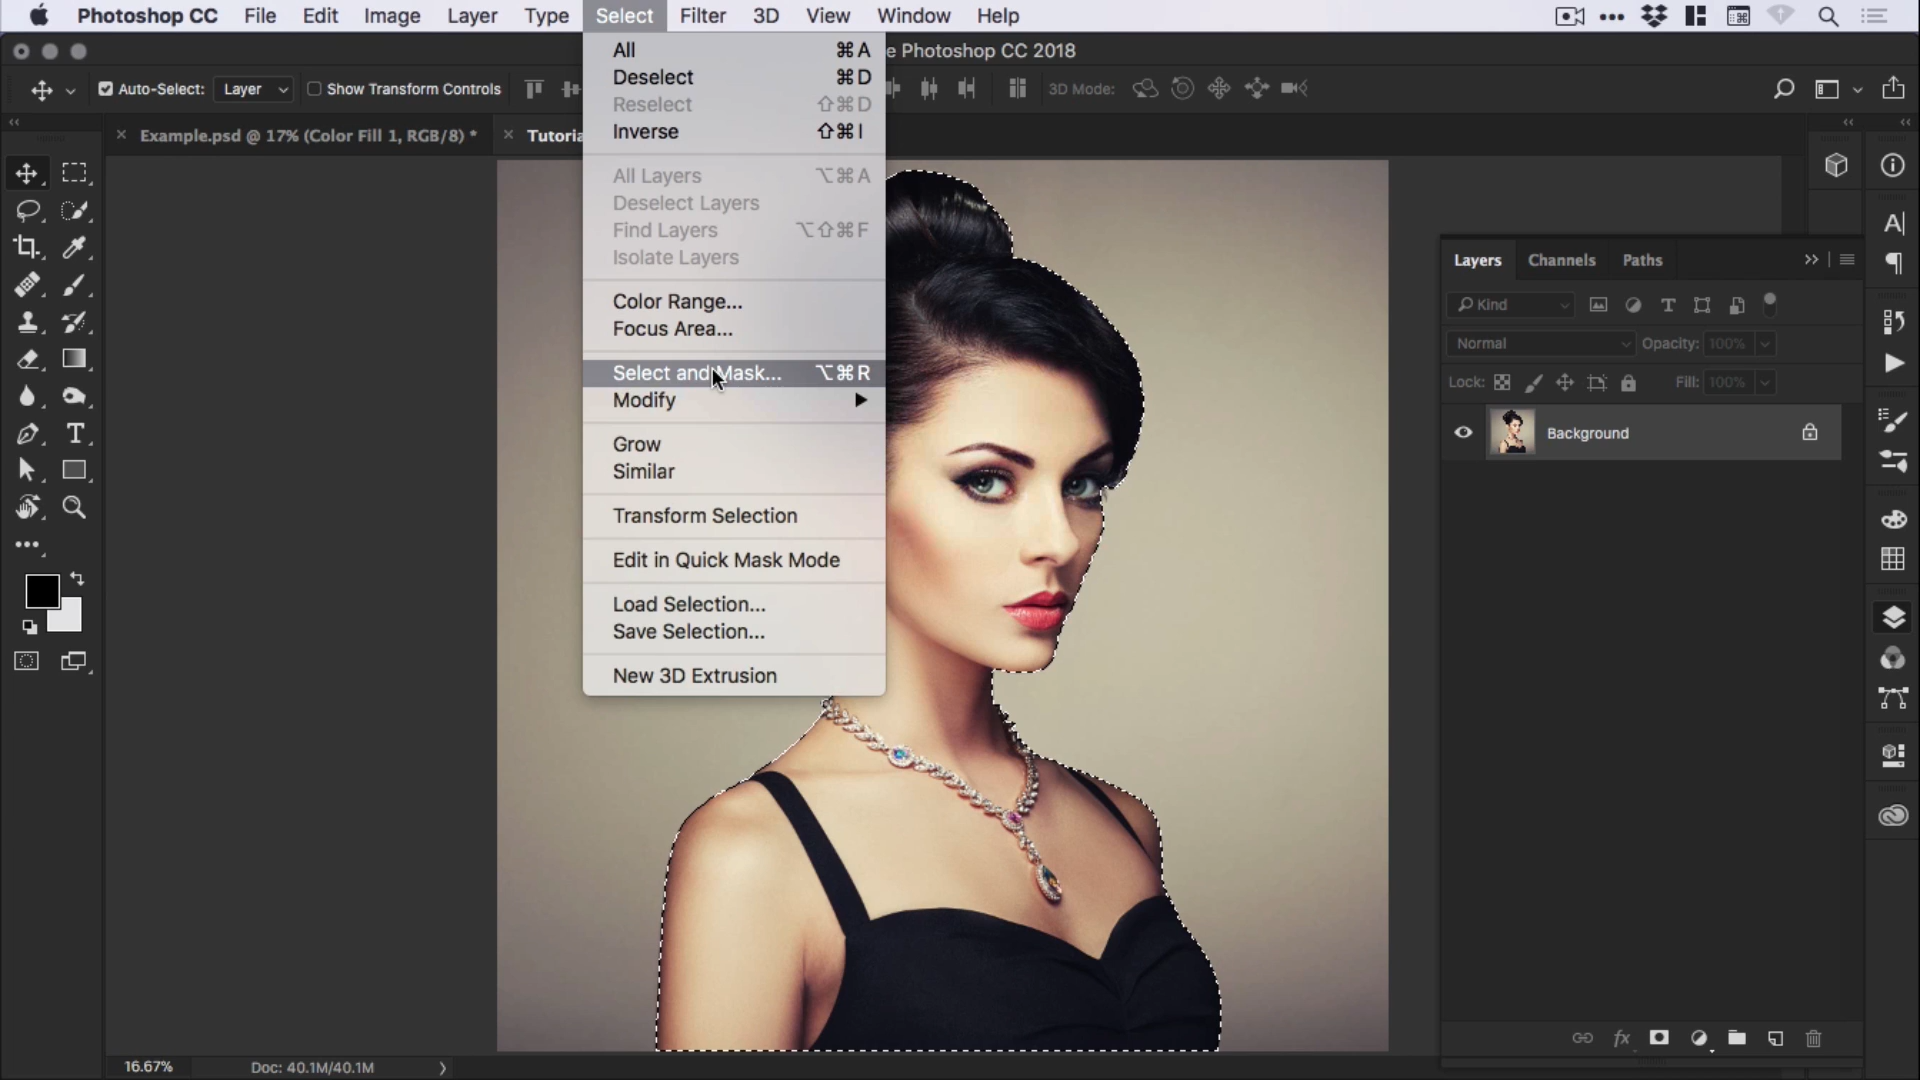 Photoshop CC File Edit Image Layer Type Select Filter 3D View Window Help
e Photoshop CC 2018
Auto-Select: Layer Show Transform Controls 3D Mode:
Example.psd @ 17% (Color Fill 1, RGB/8) *
Tutoria
All ⌘A
Deselect ⌘D
Reselect ⇧⌘D
Inverse ⇧⌘I
All Layers ⌥⌘A
Deselect Layers
Find Layers ⌥⇧⌘F
Isolate Layers
Color Range...
Focus Area...
Select and Mask... ⌥⌘R
Modify
Grow
Similar
Transform Selection
Edit in Quick Mask Mode
Load Selection...
Save Selection...
New 3D Extrusion
Layers Channels Paths
Kind
Normal Opacity: 100%
Lock: Fill: 100%
Background
fx
16.67% Doc: 40.1M/40.1M